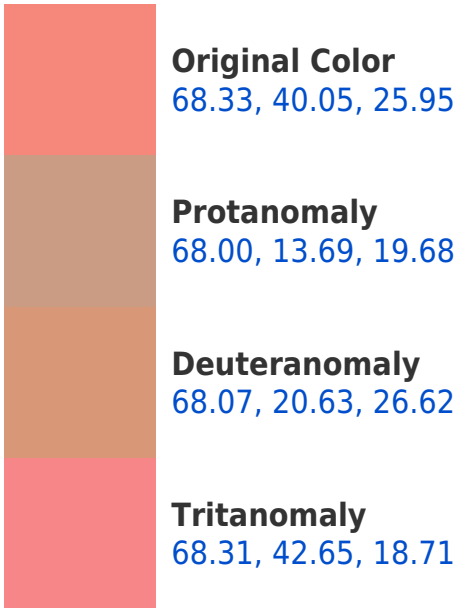 Original Color
68.33, 40.05, 25.95
Protanomaly
68.00, 13.69, 19.68
Deuteranomaly
68.07, 20.63, 26.62
Tritanomaly
68.31, 42.65, 18.71